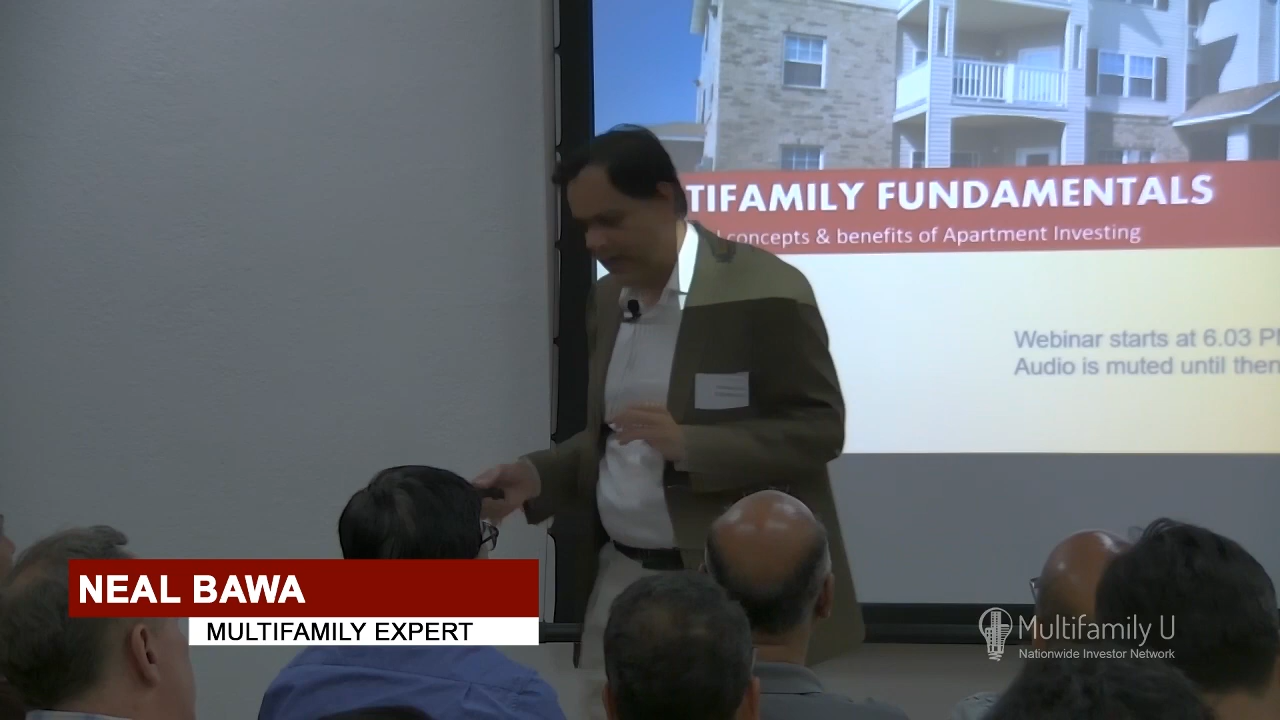 TIFAMILY FUNDAMENTALS
concepts & benefits of Apartment Investing
Webinar starts at 6.03 P
Audio is muted until then
NEAL BAWA
MULTIFAMILY EXPERT
Multifamily U
Nationwide Investor Network